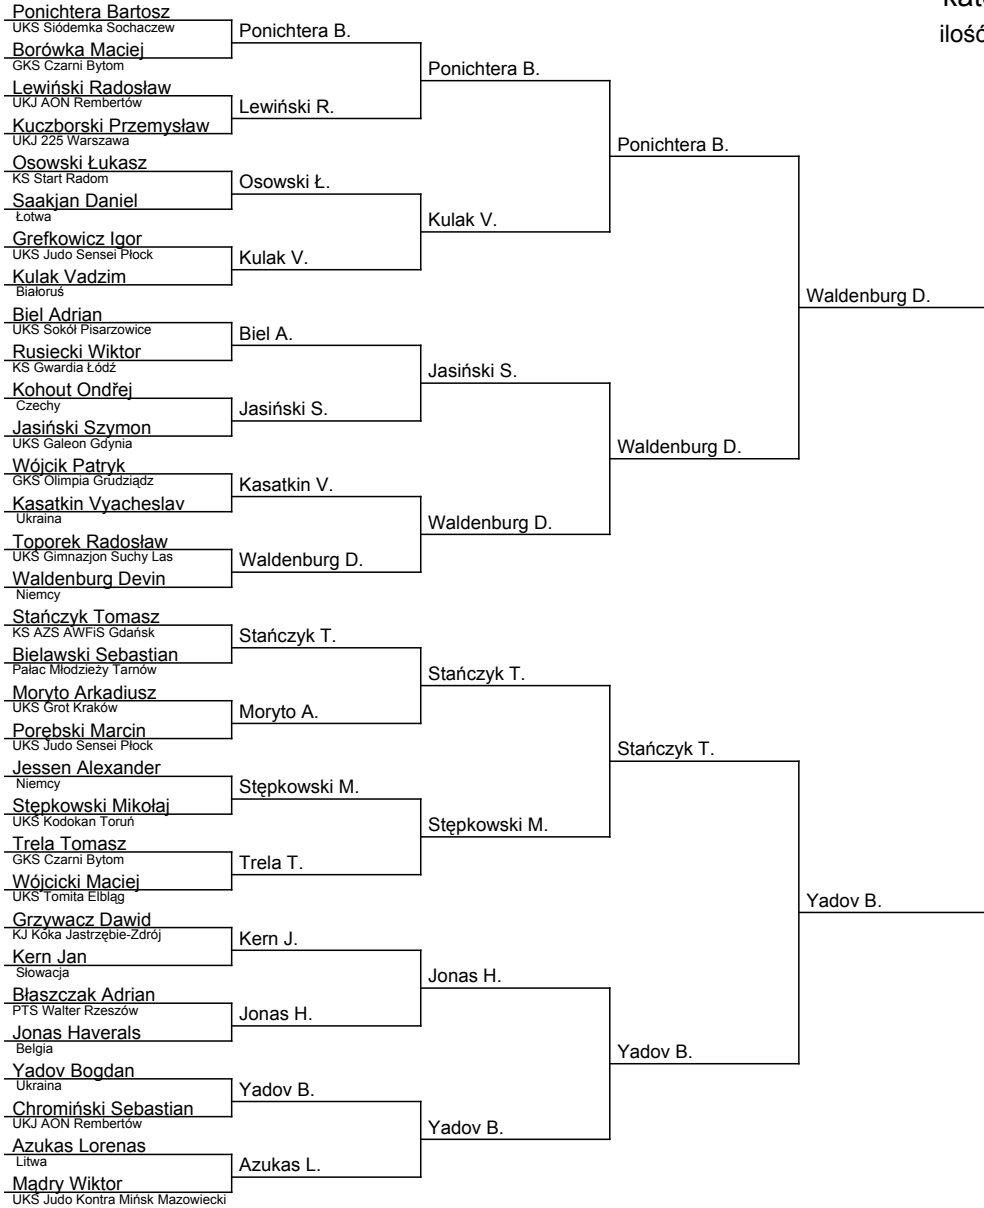 Ponichtera Bartosz
UKS Siódemka Sochaczew
Borówka Maciej
GKS Czarni Bytom
Lewiński Radosław
UKJ AON Rembertów
Kuczborski Przemysław
UKJ 225 Warszawa
Osowski Łukasz
KS Start Radom
Saakjan Daniel
Łotwa
Grefkowicz Igor
UKS Judo Sensei Płock
Kulak Vadzim
Białoruś
Biel Adrian
UKS Sokół Pisarzowice
Rusiecki Wiktor
KS Gwardia Łódź
Kohout Ondřej
Czechy
Jasiński Szymon
UKS Galeon Gdynia
Wójcik Patryk
GKS Olimpia Grudziądz
Kasatkin Vyacheslav
Ukraina
Toporek Radosław
UKS Gimnazjon Suchy Las
Waldenburg Devin
Niemcy
Stańczyk Tomasz
KS AZS AWFiS Gdańsk
Bielawski Sebastian
Pałac Młodzieży Tarnów
Moryto Arkadiusz
UKS Grot Kraków
Porębski Marcin
UKS Judo Sensei Płock
Jessen Alexander
Niemcy
Stępkowski Mikołaj
UKS Kodokan Toruń
Trela Tomasz
GKS Czarni Bytom
Wójcicki Maciej
UKS Tomita Elbląg
Grzywacz Dawid
KJ Koka Jastrzębie-Zdrój
Kern Jan
Słowacja
Błaszczak Adrian
PTS Walter Rzeszów
Jonas Haverals
Belgia
Yadov Bogdan
Ukraina
Chromiński Sebastian
UKJ AON Rembertów
Azukas Lorenas
Litwa
Mądry Wiktor
UKS Judo Kontra Mińsk Mazowiecki
Ponichtera B.
Lewiński R.
Osowski Ł.
Kulak V.
Biel A.
Jasiński S.
Kasatkin V.
Waldenburg D.
Stańczyk T.
Moryto A.
Stępkowski M.
Trela T.
Kern J.
Jonas H.
Yadov B.
Azukas L.
Ponichtera B.
Kulak V.
Jasiński S.
Waldenburg D.
Stańczyk T.
Stępkowski M.
Jonas H.
Yadov B.
Ponichtera B.
Waldenburg D.
Stańczyk T.
Yadov B.
Waldenburg D.
Yadov B.
ilość